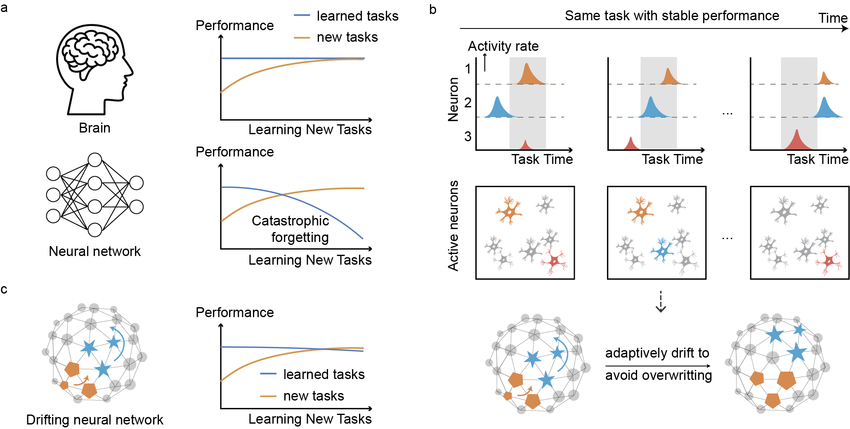 a
Performance
learned tasks
new tasks
Brain
Learning New Tasks
Performance
Catastrophic
forgetting
Neural network
Learning New Tasks
b
Same task with stable performance
Time
Activity rate
Neuron
1
2
3
...
Task Time
Task Time
Task Time
Active neurons
...
adaptively drift to
avoid overwritting
c
Performance
learned tasks
new tasks
Drifting neural network
Learning New Tasks